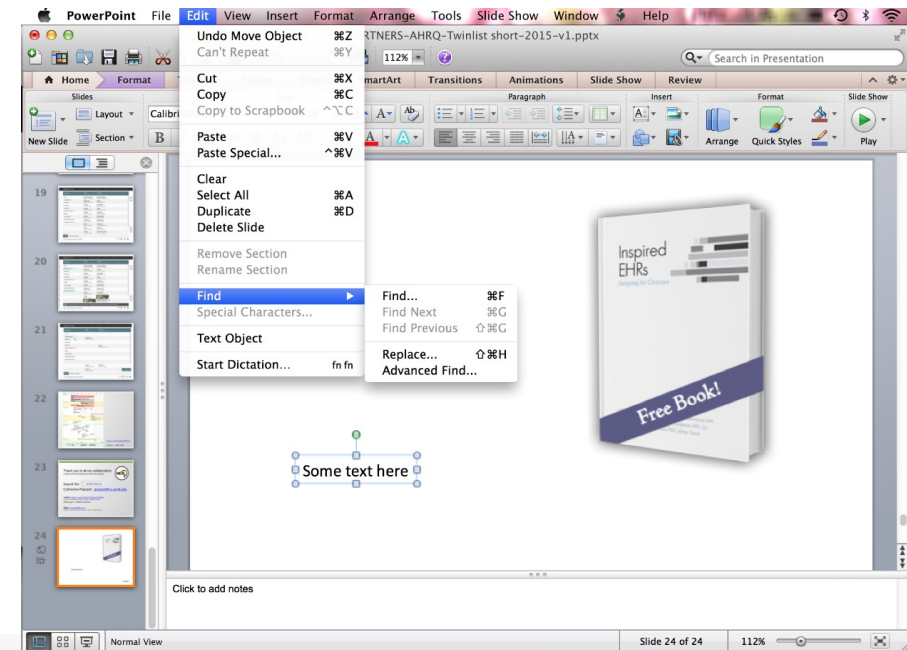 PowerPoint File Edit View Insert Format Arrange Tools Slide Show Window Help
RTNERS-AHRQ-Twinlist short-2015-v1.pptx
112%
Search in Presentation
Home Format SmartArt Transitions Animations Slide Show Review
Slides Paragraph Insert Format Slide Show
New Slide Layout Section Calibri B Arrange Quick Styles Play
Undo Move Object ⌘Z
Can't Repeat ⌘Y
Cut ⌘X
Copy ⌘C
Copy to Scrapbook ^⌥C
Paste ⌘V
Paste Special... ^⌘V
Clear
Select All ⌘A
Duplicate ⌘D
Delete Slide
Remove Section
Rename Section
Find
Special Characters...
Text Object
Start Dictation... fn fn
Find... ⌘F
Find Next ⌘G
Find Previous ⇧⌘G
Replace... ⇧⌘H
Advanced Find...
19
20
21
22
23
24
Inspired
EHRs
Designing for Clinicians
Free Book!
Some text here
Click to add notes
Normal View Slide 24 of 24 112%